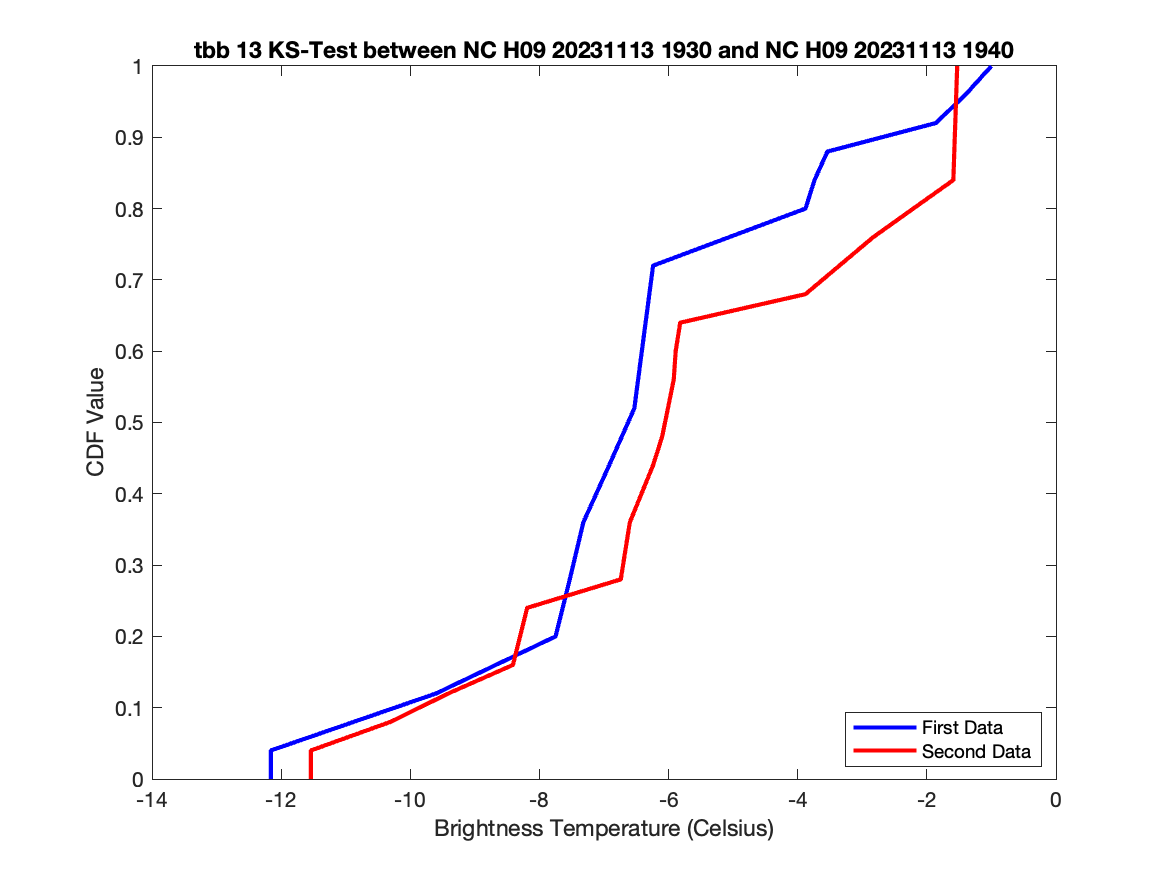 tbb 13 KS-Test between NC H09 20231113 1930 and NC H09 20231113 1940
1
0.9
0.8
0.7
0.6
0.5
0.4
0.3
0.2
0.1
0
CDF Value
-14 -12 -10 -8 -6 -4 -2 0
Brightness Temperature (Celsius)
First Data
Second Data